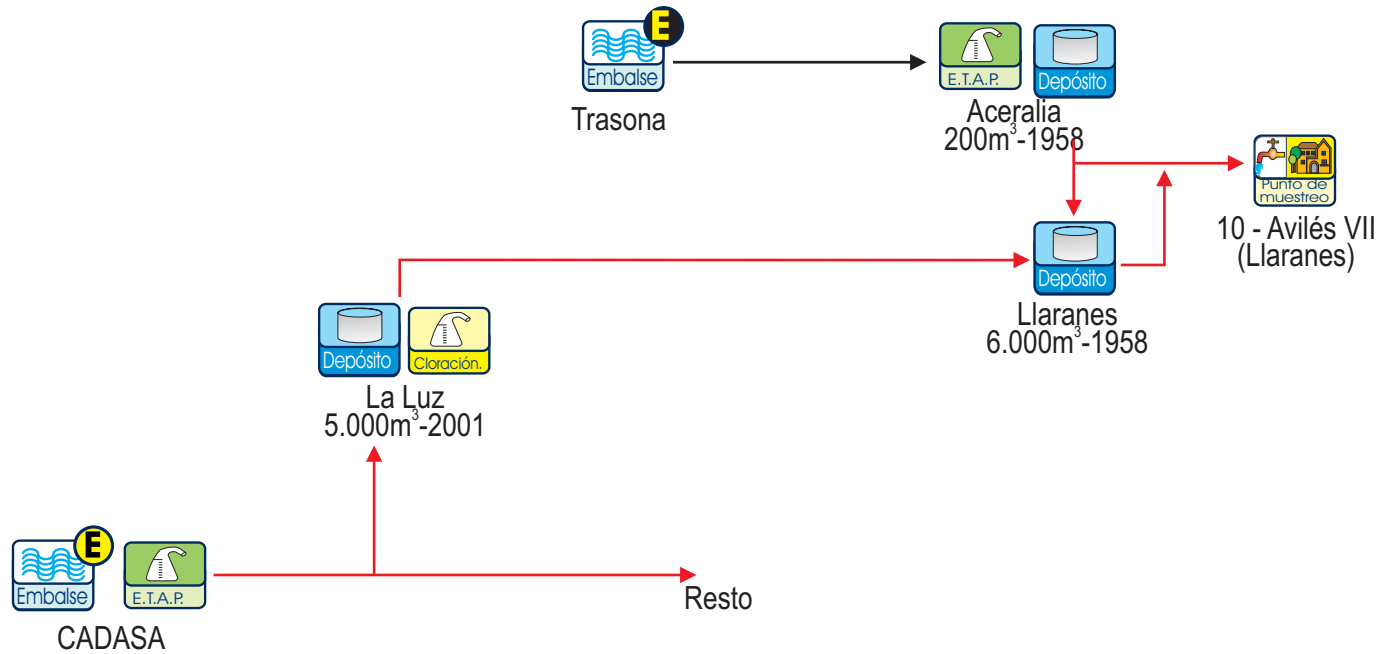 E
Embalse
Trasona
E.T.A.P.
Depósito
Aceralia
200m³-1958
Punto de
muestreo
10 - Avilés VII
(Llaranes)
Depósito
Llaranes
6.000m³-1958
Depósito
Cloración.
La Luz
5.000m³-2001
E
Embalse
E.T.A.P.
CADASA
Resto